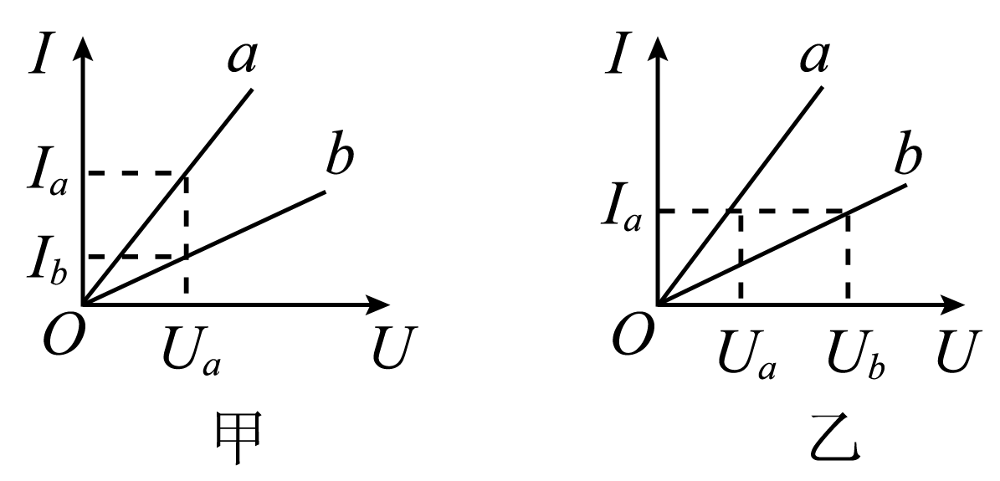 I a
b
I_a
I_b
O U_a U
甲
I a
b
I_a
O U_a U_b U
乙